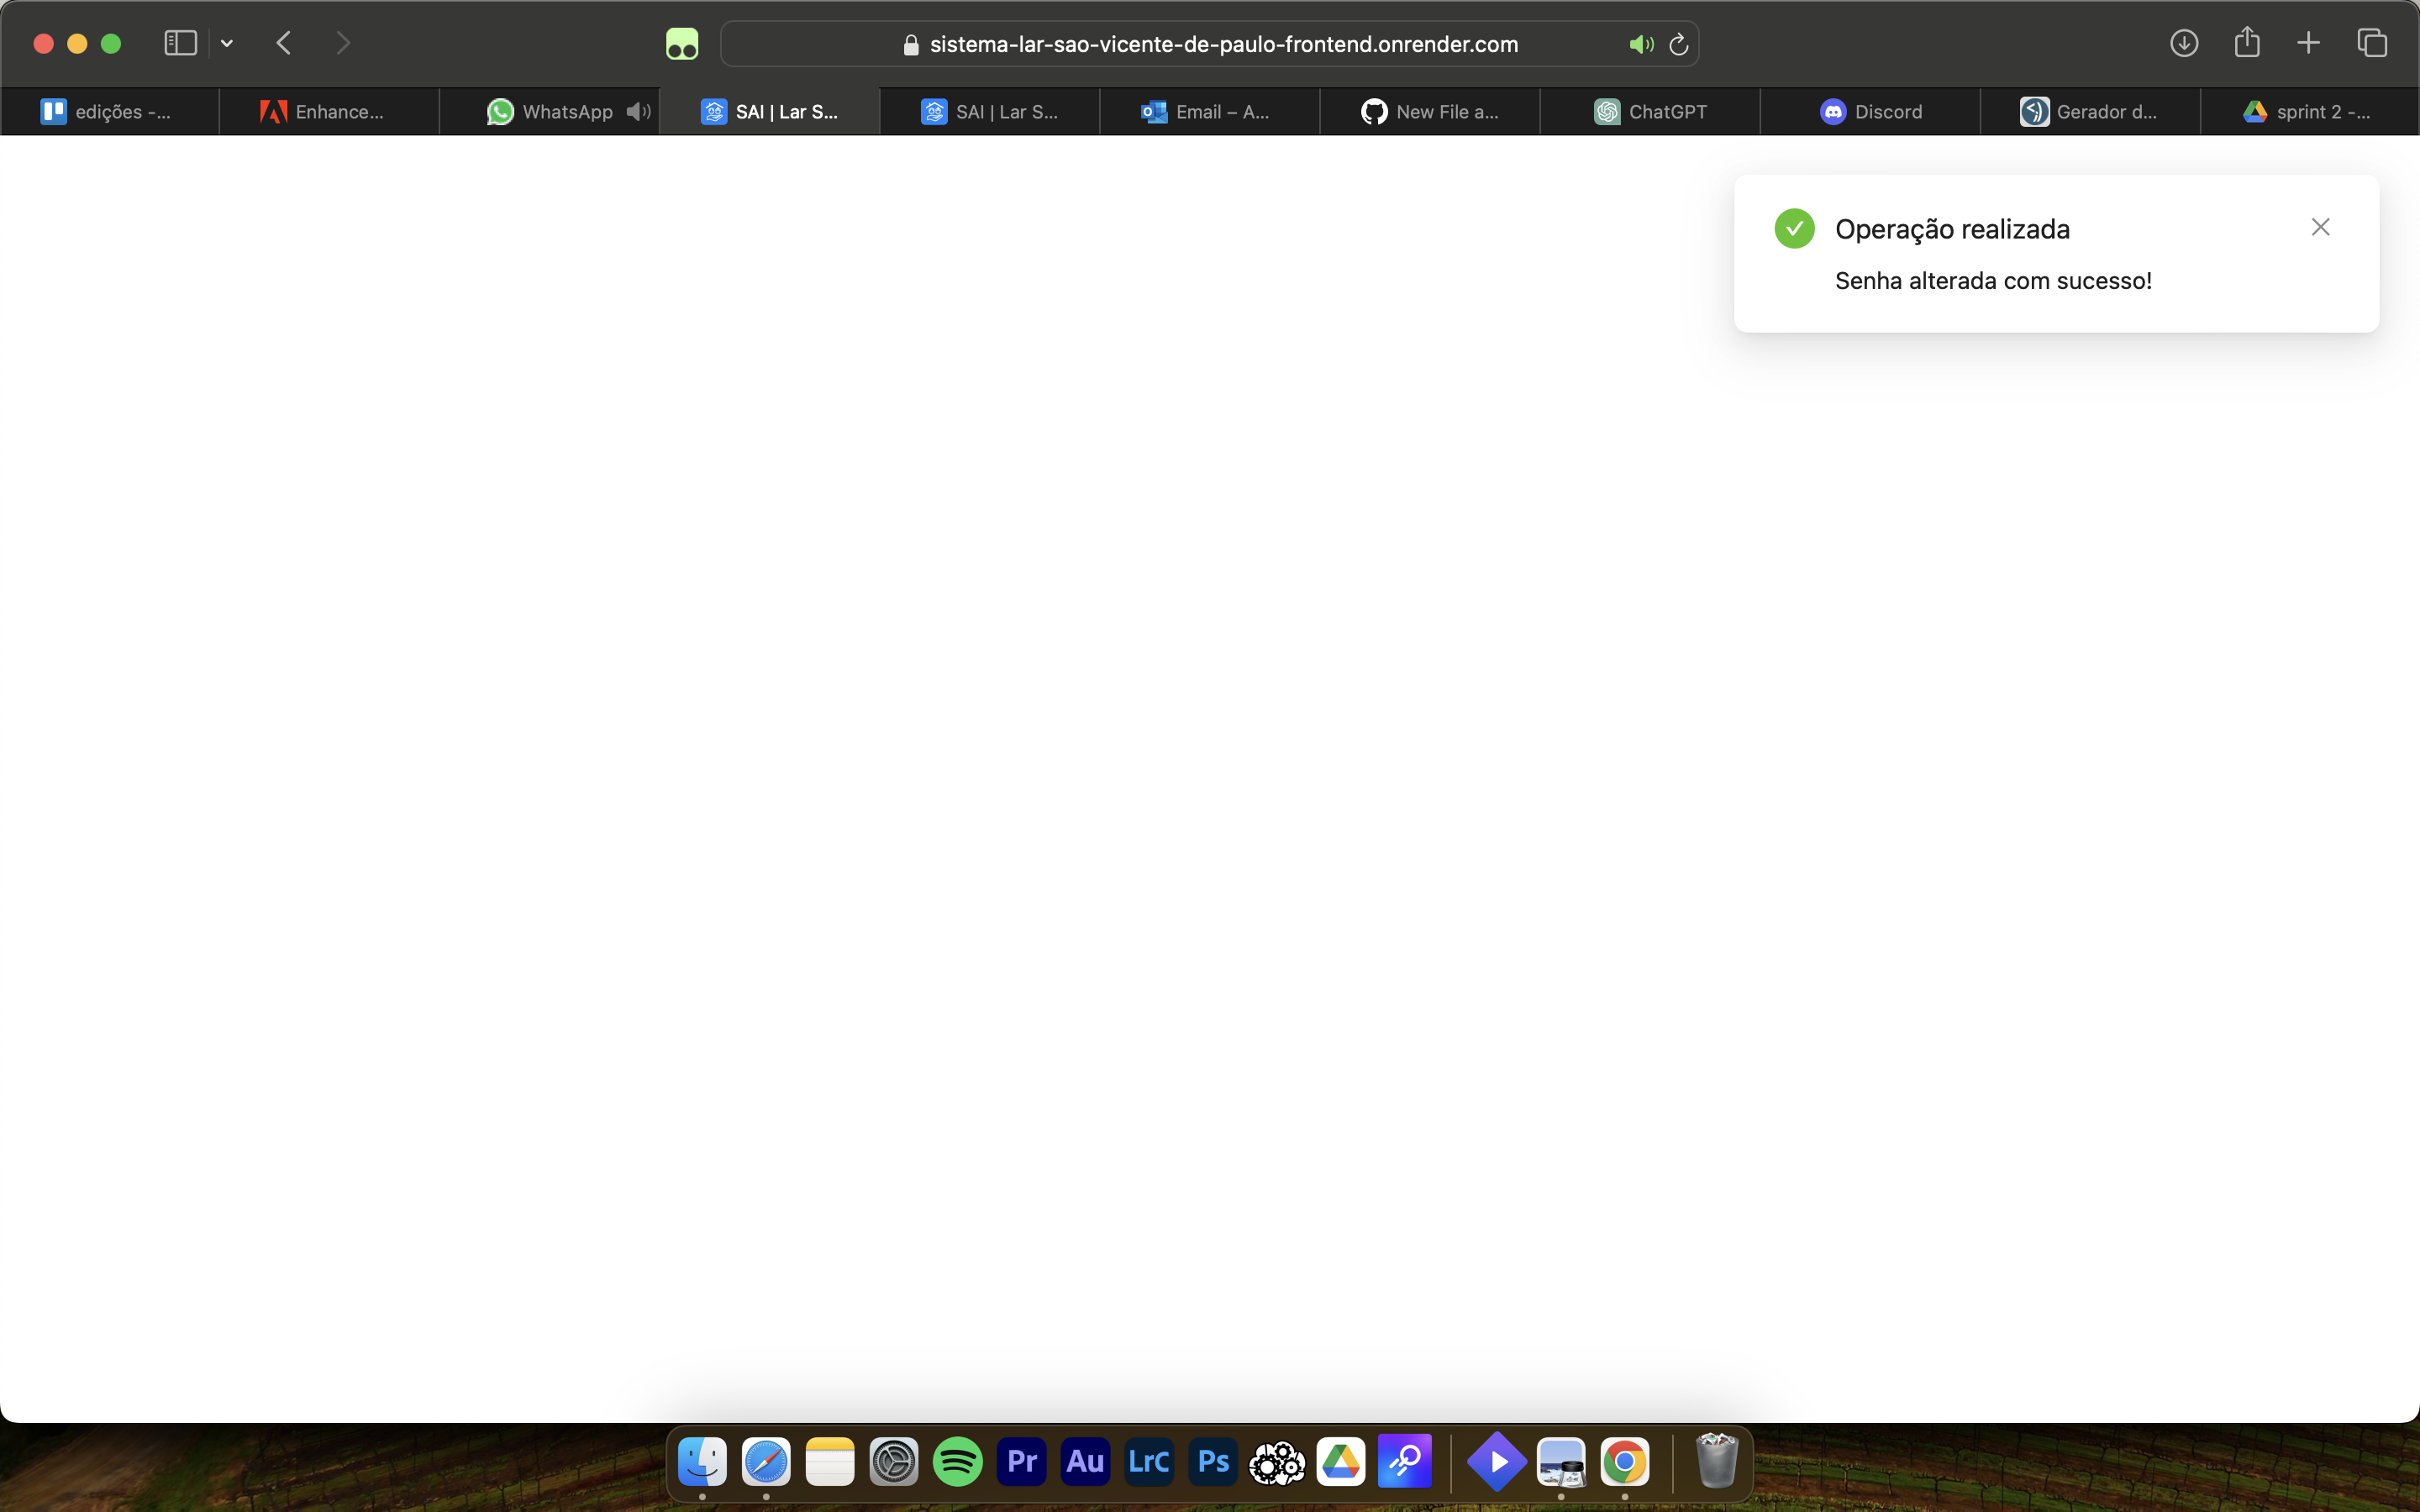 sistema-lar-sao-vicente-de-paulo-frontend.onrender.com
edições -...
Enhance...
WhatsApp
SAI | Lar S...
SAI | Lar S...
Email – A...
New File a...
ChatGPT
Discord
Gerador d...
sprint 2 -...
Operação realizada
Senha alterada com sucesso!
Pr
Au
LrC
Ps